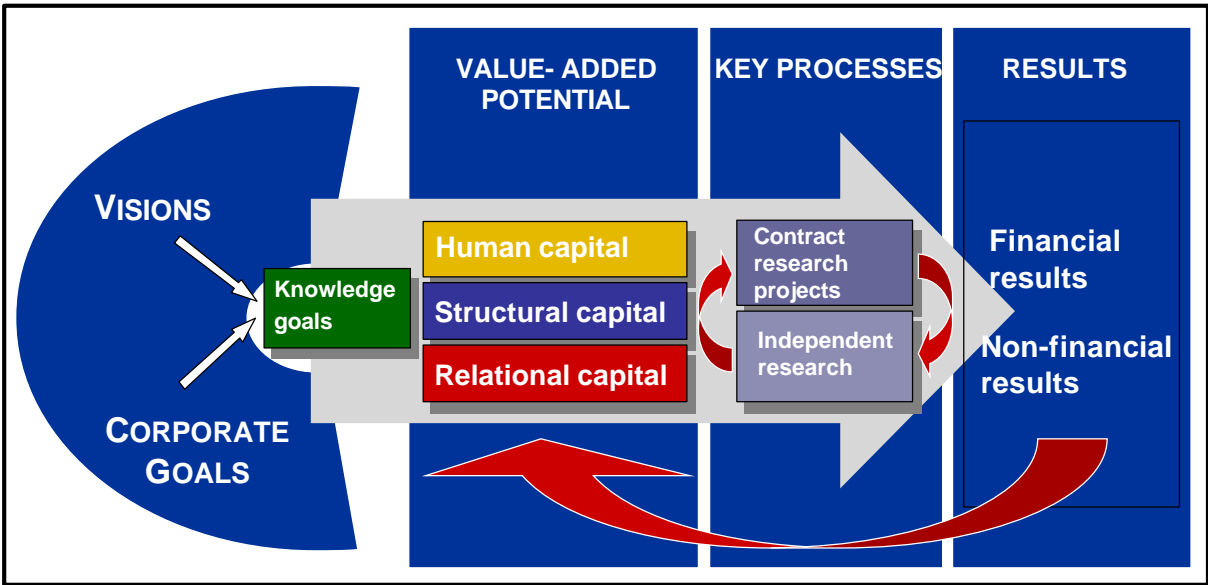 VALUE- ADDED
POTENTIAL
KEY PROCESSES
RESULTS
VISIONS
CORPORATE
GOALS
Knowledge
goals
Human capital
Structural capital
Relational capital
Contract
research
projects
Independent
research
Financial
results
Non-financial
results